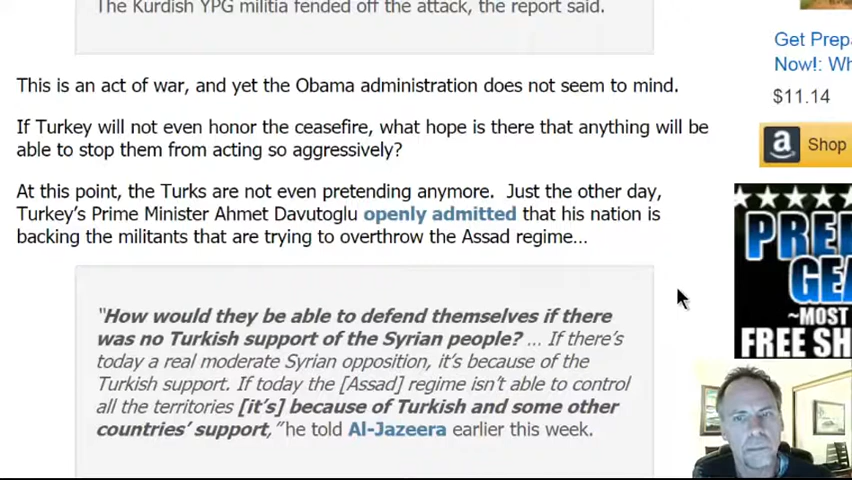 The Kurdish YPG militia fended off the attack, the report said.
This is an act of war, and yet the Obama administration does not seem to mind.
If Turkey will not even honor the ceasefire, what hope is there that anything will be
able to stop them from acting so aggressively?
At this point, the Turks are not even pretending anymore.  Just the other day,
Turkey's Prime Minister Ahmet Davutoglu openly admitted that his nation is
backing the militants that are trying to overthrow the Assad regime...
"How would they be able to defend themselves if there
was no Turkish support of the Syrian people? ... If there's
today a real moderate Syrian opposition, it's because of the
Turkish support. If today the [Assad] regime isn't able to control
all the territories [it's] because of Turkish and some other
countries' support," he told Al-Jazeera earlier this week.
Get Prep
Now!: Wh
$11.14
a Shop
PREP
GEA
~MOST
FREE SH